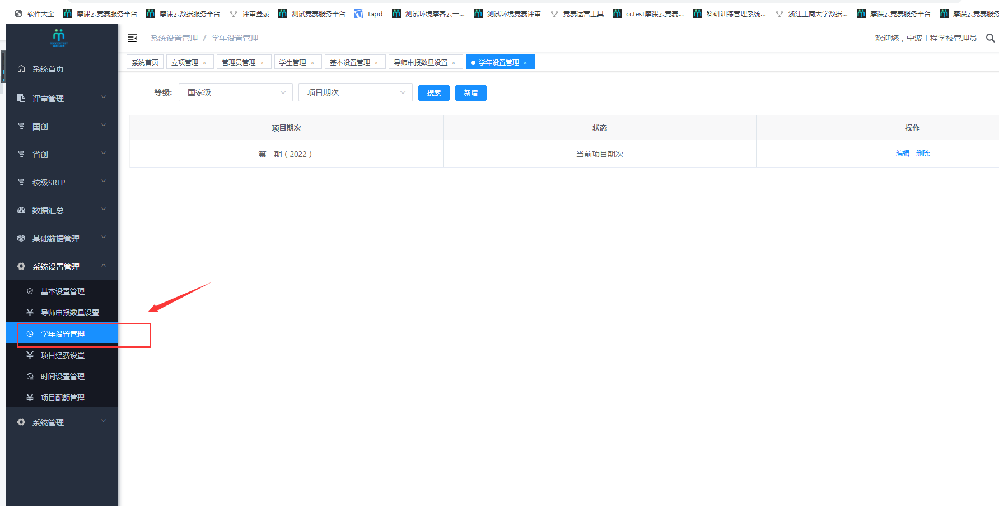 软件大全 摩课云竞赛服务平台 摩课云数据服务平台 评审登录 测试竞赛服务平台 tapd 测试环境摩客云一... 测试环境竞赛评审 竞赛运营工具 cctest摩课云竞赛... 科研训练管理系统... 浙江工商大学数据... 摩课云竞赛服务平台 摩课云竞赛服务
系统设置管理 / 学年设置管理
欢迎您，宁波工程学校管理员
系统首页 立项管理 × 管理员管理 × 学生管理 × 基本设置管理 × 导师申报数量设置 × 学年设置管理 ×
系统首页
评审管理
国创
省创
校级SRTP
数据汇总
基础数据管理
系统设置管理
基本设置管理
导师申报数量设置
学年设置管理
项目经费设置
时间设置管理
项目配额管理
系统管理
等级: 国家级 项目期次 搜索 新增
项目期次 状态 操作
第一期（2022） 当前项目期次 编辑 删除